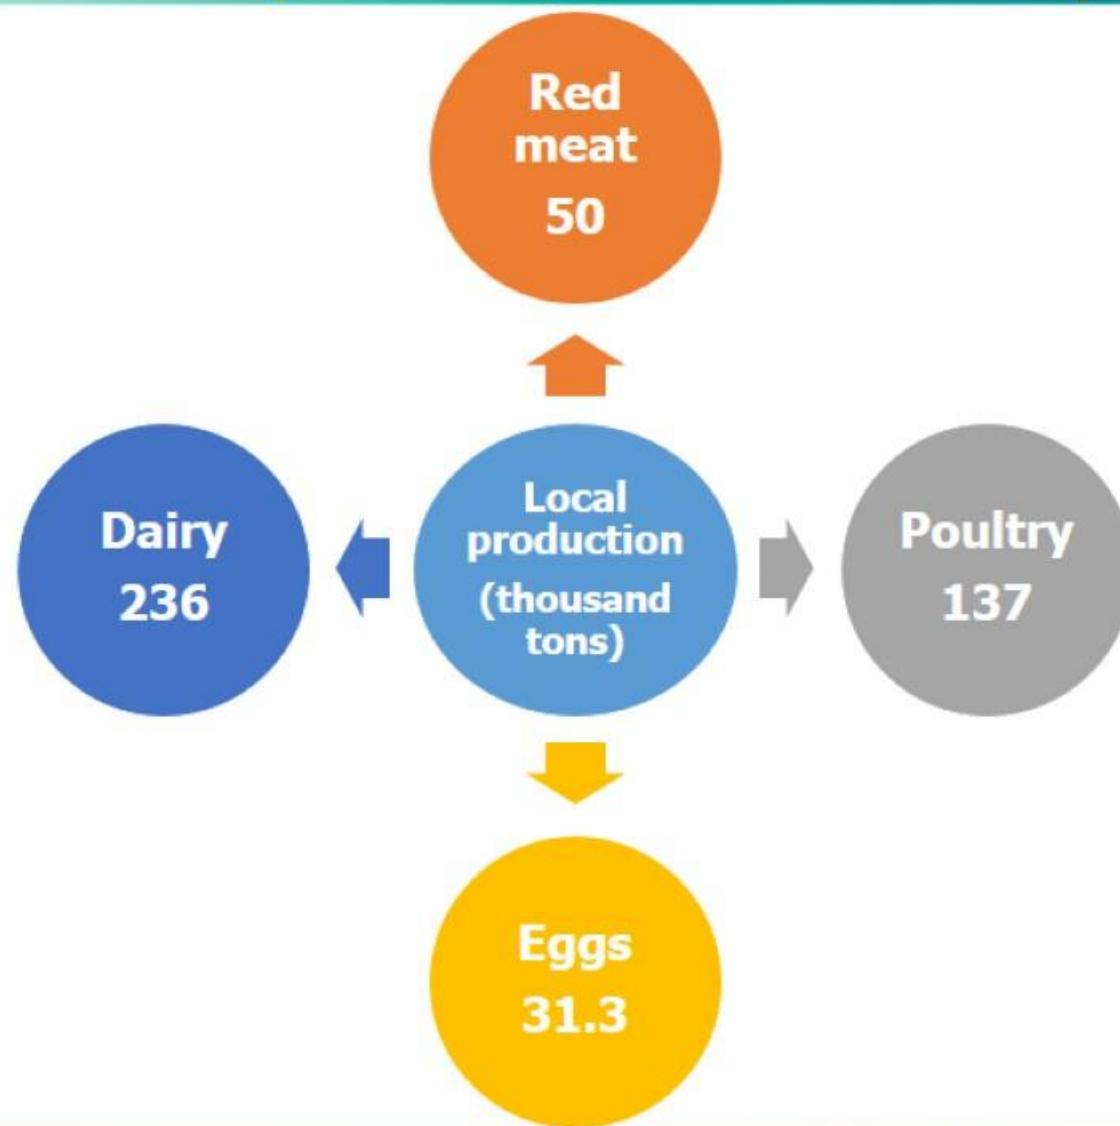 Red
meat
50
Dairy
236
Local
production
(thousand
tons)
Poultry
137
Eggs
31.3